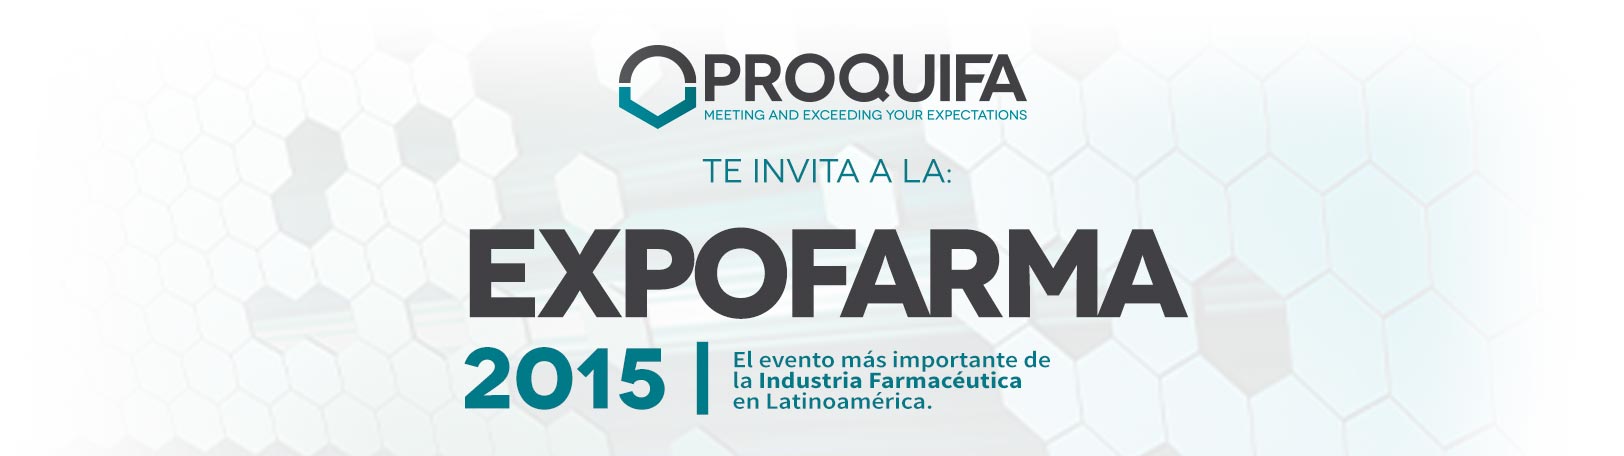 PROQUIFA
MEETING AND EXCEEDING YOUR EXPECTATIONS
TE INVITA A LA:
EXPOFARMA
2015
El evento más importante de
la Industria Farmacéutica
en Latinoamérica.